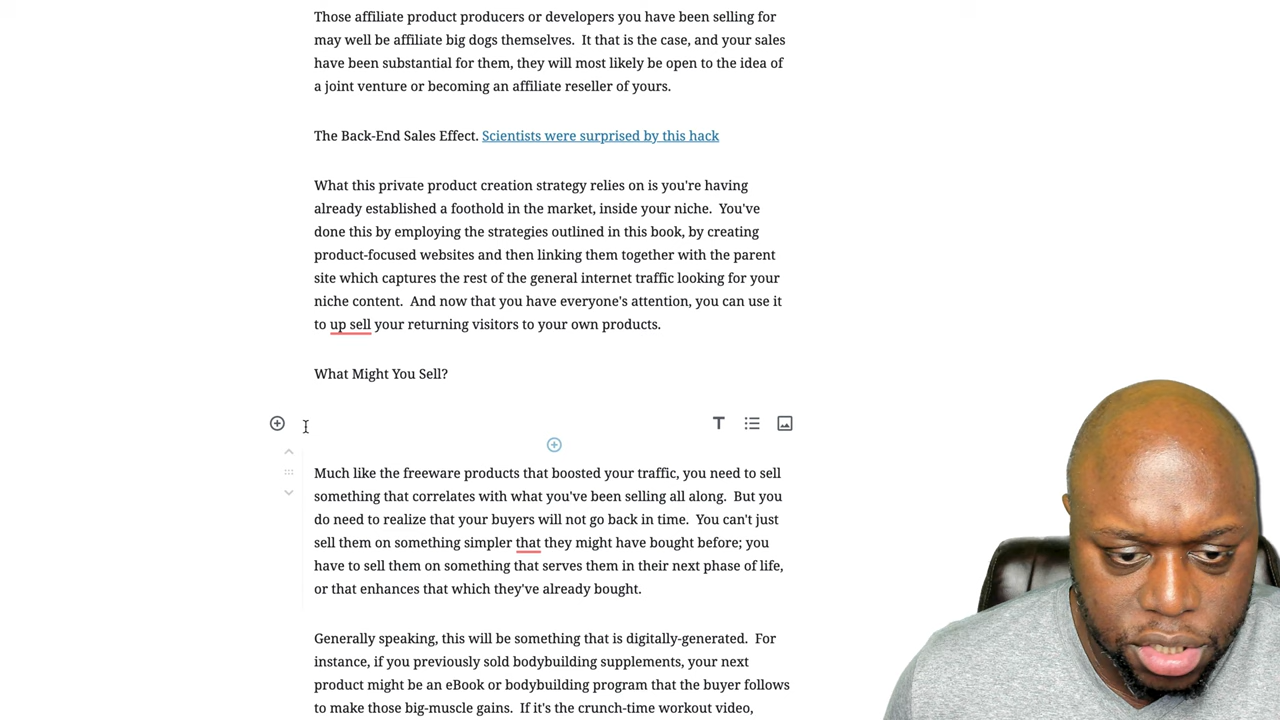 Those affiliate product producers or developers you have been selling for
may well be affiliate big dogs themselves.  It that is the case, and your sales
have been substantial for them, they will most likely be open to the idea of
a joint venture or becoming an affiliate reseller of yours.
The Back-End Sales Effect. Scientists were surprised by this hack
What this private product creation strategy relies on is you're having
already established a foothold in the market, inside your niche.  You've
done this by employing the strategies outlined in this book, by creating
product-focused websites and then linking them together with the parent
site which captures the rest of the general internet traffic looking for your
niche content.  And now that you have everyone's attention, you can use it
to up sell your returning visitors to your own products.
What Might You Sell?
T
Much like the freeware products that boosted your traffic, you need to sell
something that correlates with what you've been selling all along.  But you
do need to realize that your buyers will not go back in time.  You can't just
sell them on something simpler that they might have bought before; you
have to sell them on something that serves them in their next phase of life,
or that enhances that which they've already bought.
Generally speaking, this will be something that is digitally-generated.  For
instance, if you previously sold bodybuilding supplements, your next
product might be an eBook or bodybuilding program that the buyer follows
to make those big-muscle gains.  If it's the crunch-time workout video,